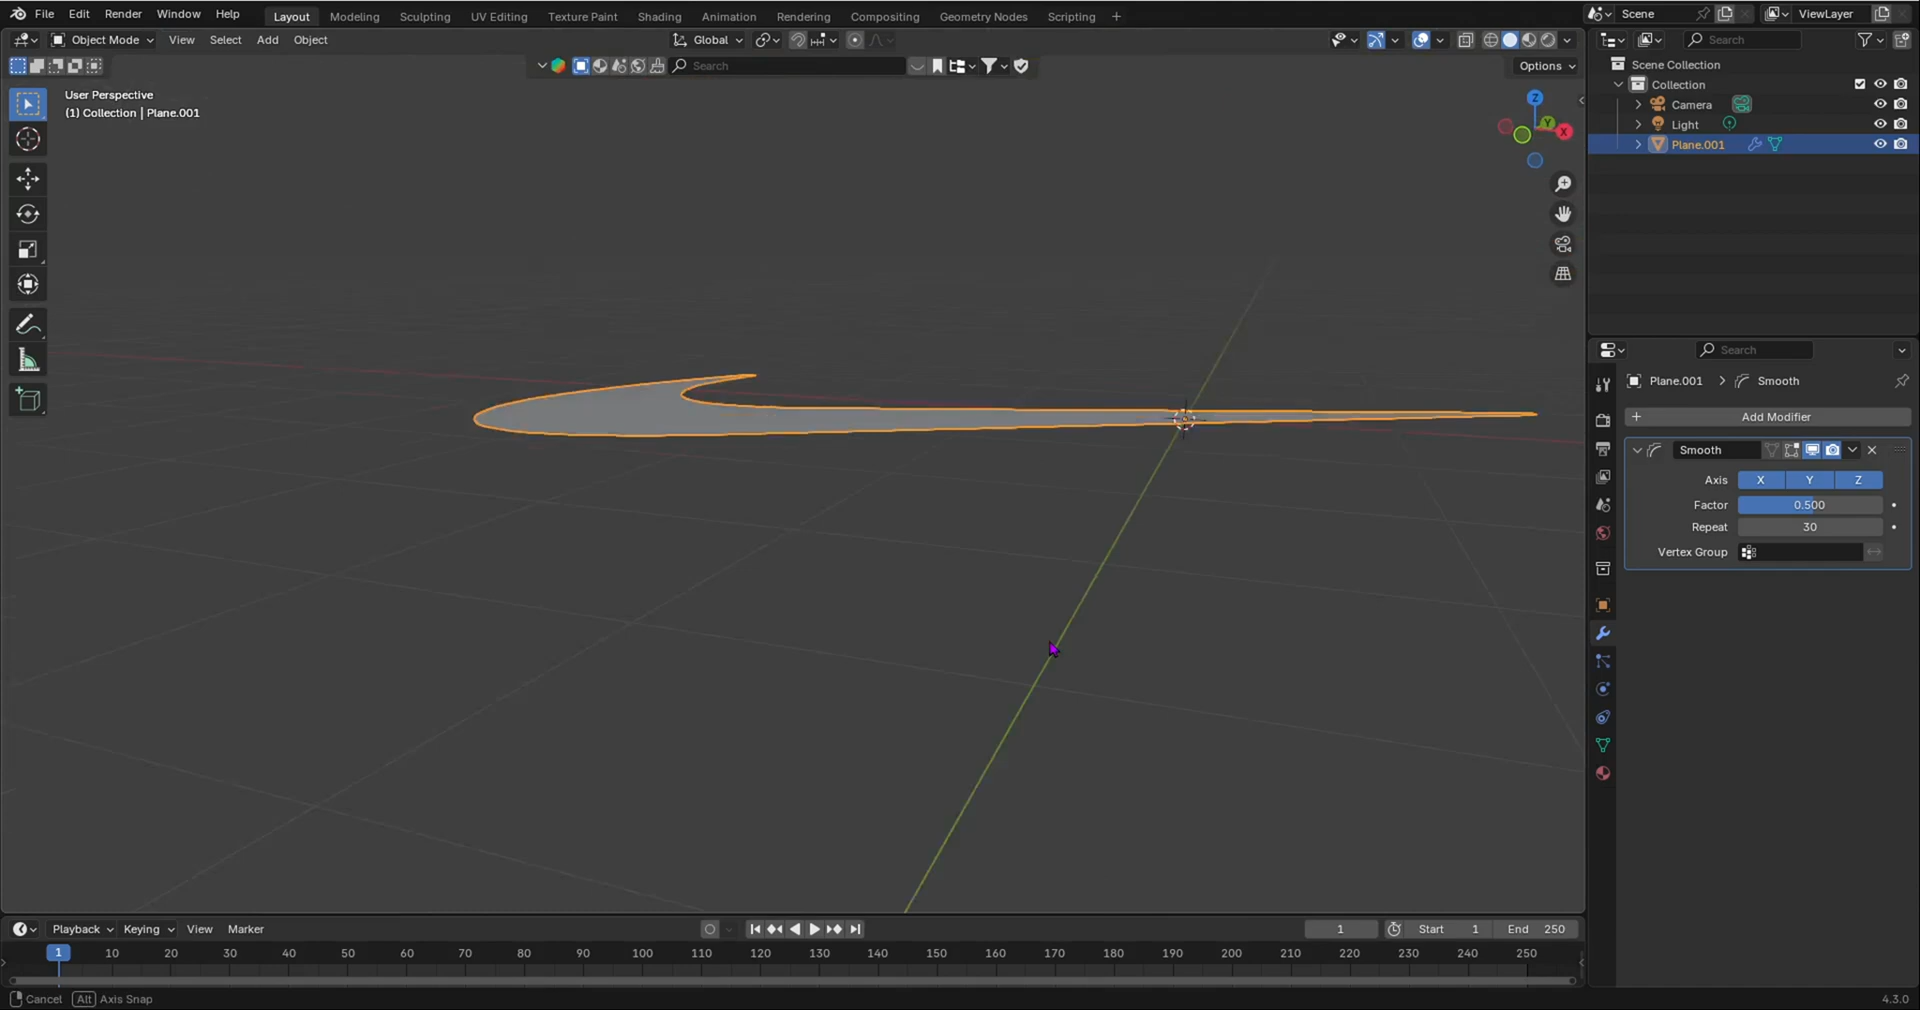 File Edit Render Window Help Layout Modeling Sculpting UV Editing Texture Paint Shading Animation Rendering Compositing Geometry Nodes Scripting + Scene ViewLayer
Object Mode View Select Add Object Global Search
Search Options
User Perspective
(1) Collection | Plane.001
Z
Y
X
Scene Collection
Collection
Camera
Light
Plane.001
Search
Plane.001 > Smooth
+ Add Modifier
Smooth
Axis X Y Z
Factor 0.500
Repeat 30
Vertex Group
Playback Keying View Marker 1 Start 1 End 250
1 10 20 30 40 50 60 70 80 90 100 110 120 130 140 150 160 170 180 190 200 210 220 230 240 250
Cancel Alt Axis Snap 4.3.0